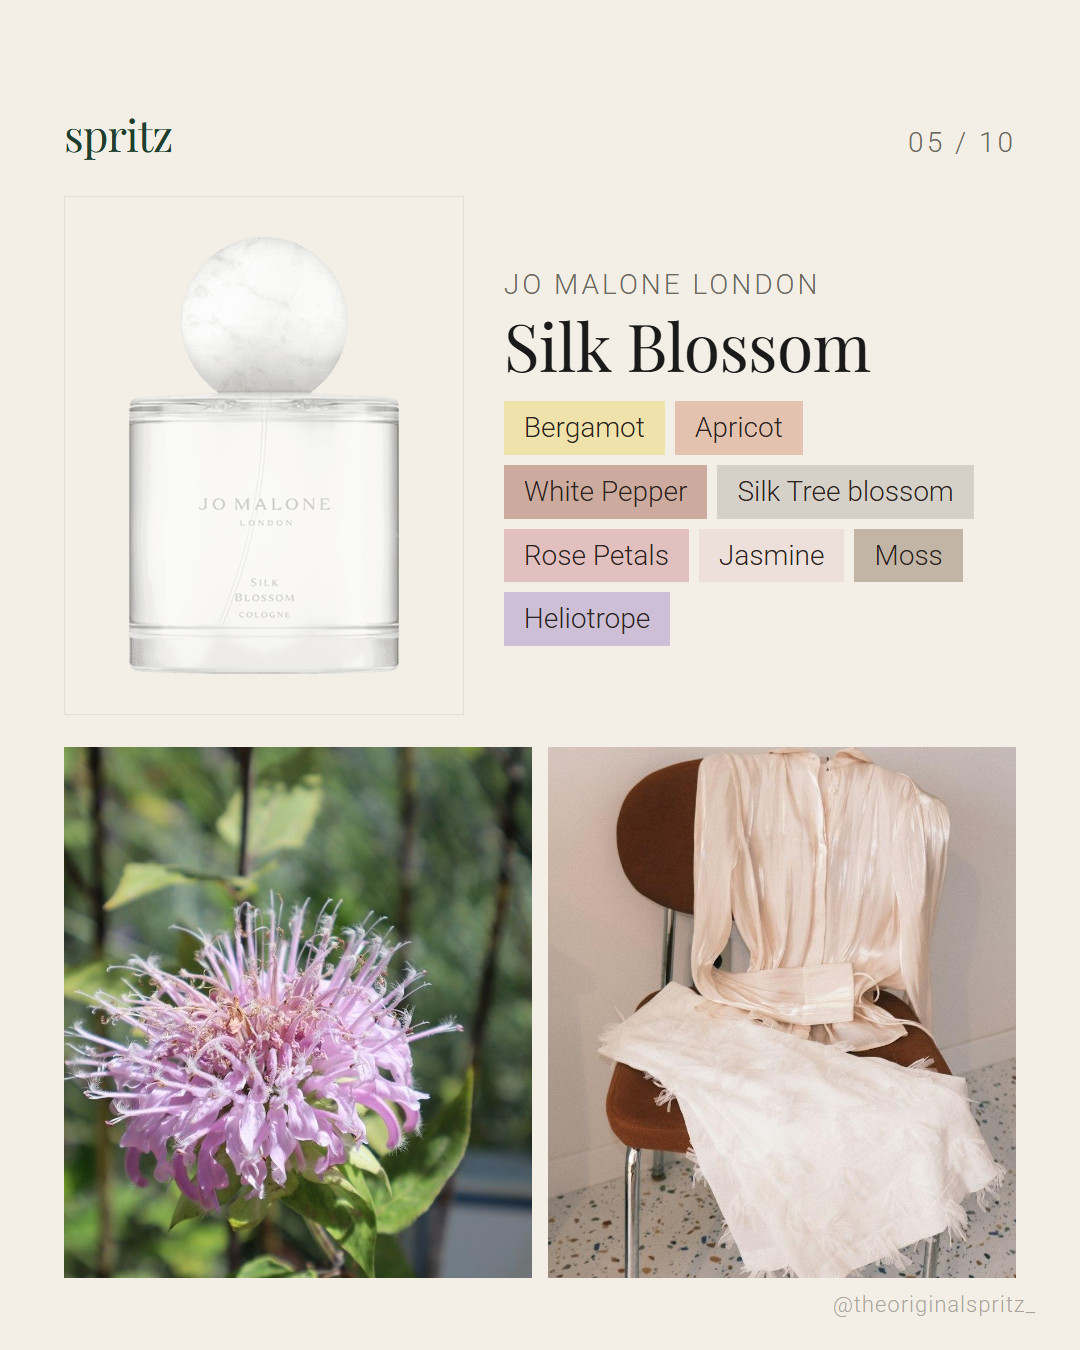 spritz
05 / 10
JO MALONE LONDON
Silk Blossom
Bergamot
Apricot
White Pepper
Silk Tree blossom
Rose Petals
Jasmine
Moss
Heliotrope
JO MALONE
LONDON
SILK
BLOSSOM
COLOGNE
@theoriginalspritz_